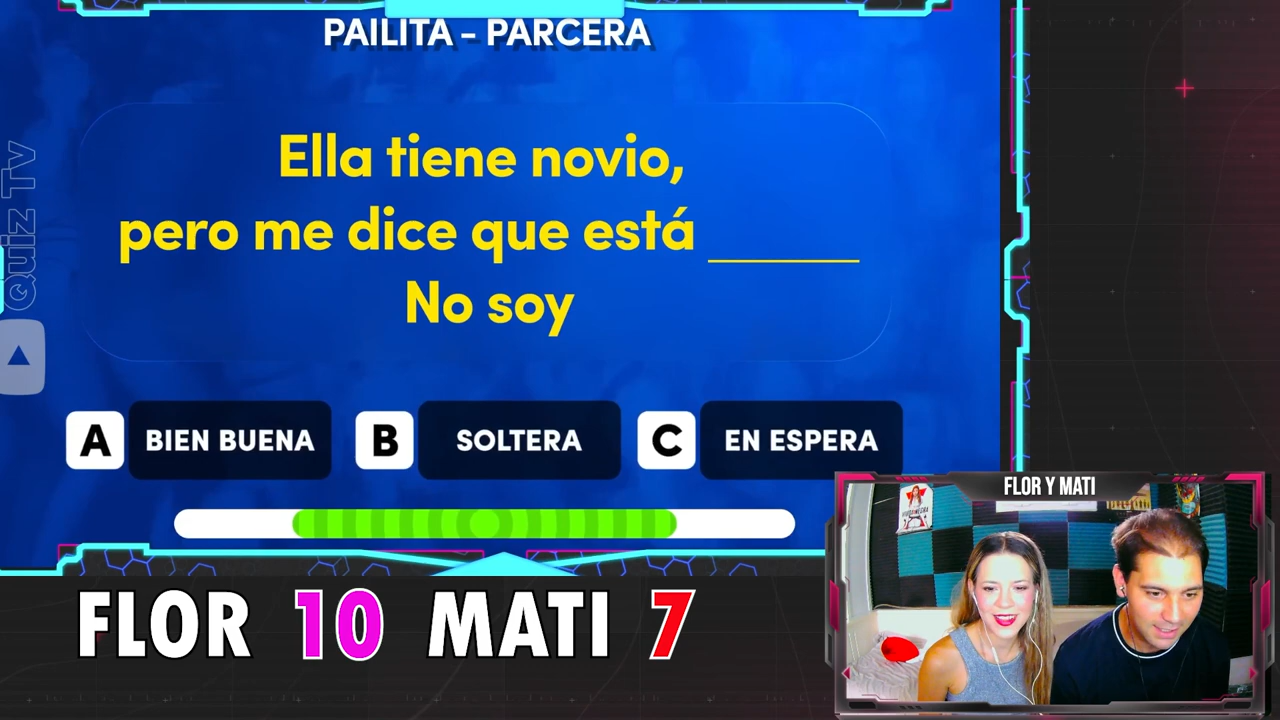 PAILITA - PARCERA
Ella tiene novio,
pero me dice que está ______
No soy
A BIEN BUENA B SOLTERA C EN ESPERA
Quiz Tv
FLOR Y MATI
FLOR 10 MATI 7